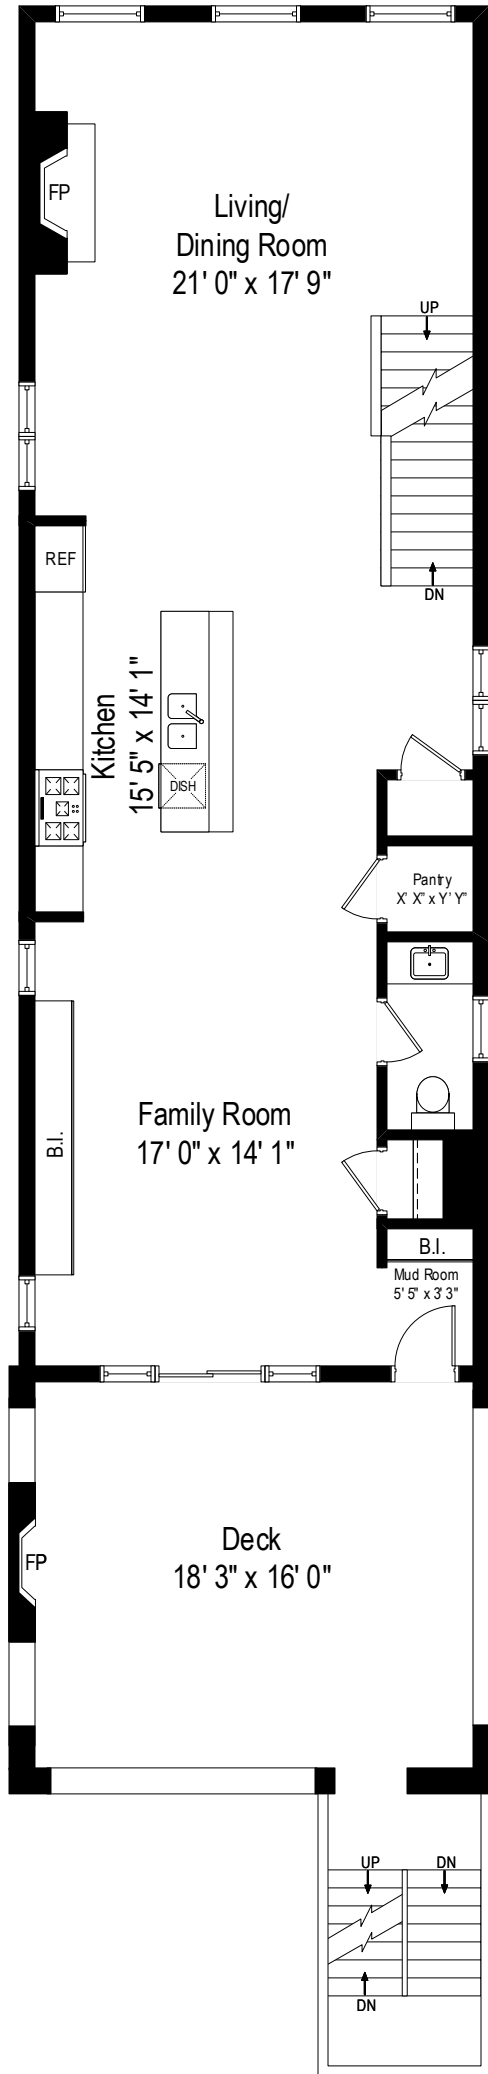 FP
Living/
Dining Room
21' 0" x 17' 9"
UP
DN
REF
Kitchen
15' 5" x 14' 1"
DISH
Pantry
X' X" x Y' Y"
Family Room
17' 0" x 14' 1"
B.I.
B.I.
Mud Room
5' 5" x 3' 3"
Deck
18' 3" x 16' 0"
FP
UP
DN
DN